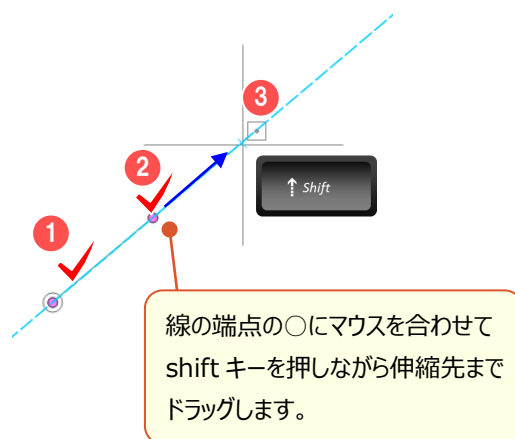 3
2
⇡ Shift
1
線の端点の○にマウスを合わせて
shift キーを押しながら伸縮先まで
ドラッグします。